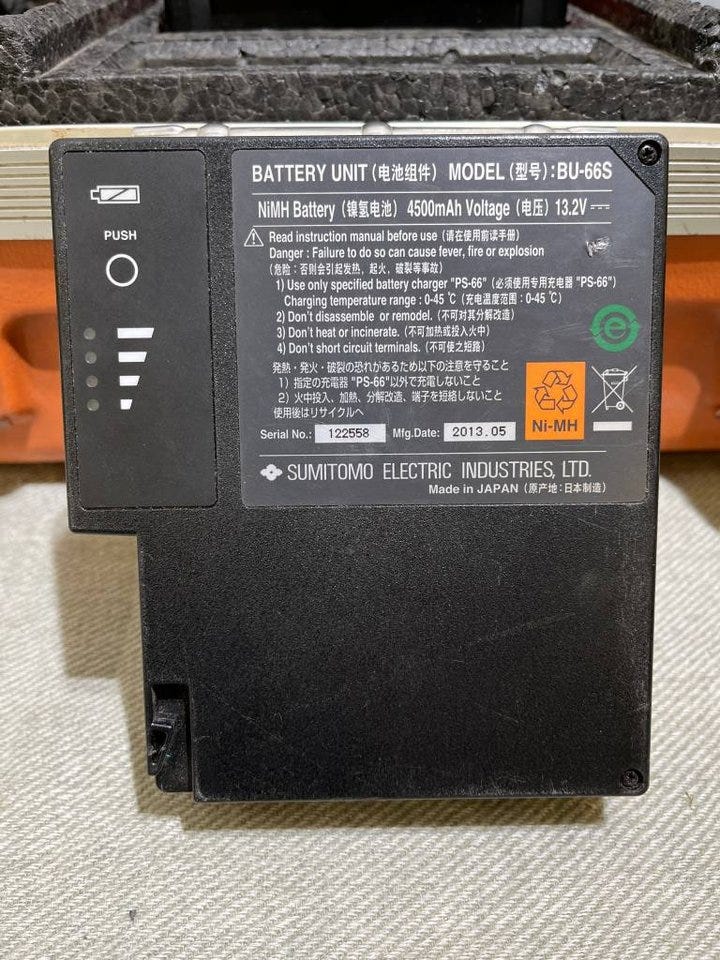 PUSH
BATTERY UNIT (电池组件) MODEL (型号) : BU-66S
NiMH Battery (镍氢电池) 4500mAh Voltage (电压) 13.2V
Read instruction manual before use (请在使用前读手册)
Danger : Failure to do so can cause fever, fire or explosion
(危险 : 否则会引起发热, 起火, 破裂等事故)
1) Use only specified battery charger "PS-66" (必须使用专用充电器 "PS-66")
Charging temperature range : 0-45 ℃ (充电温度范围 : 0-45 ℃)
2) Don't disassemble or remodel. (不可对其分解改造)
3) Don't heat or incinerate. (不可加热或投入火中)
4) Don't short circuit terminals. (不可使之短路)
発熱・発火・破裂の恐れがあるため以下の注意を守ること
1) 指定の充電器 "PS-66"以外で充電しないこと
2) 火中投入、加熱、分解改造、端子を短絡しないこと
使用後はリサイクルへ
Ni-MH
Serial No.: 122558 Mfg.Date: 2013.05
SUMITOMO ELECTRIC INDUSTRIES, LTD.
Made in JAPAN (原产地 : 日本制造)